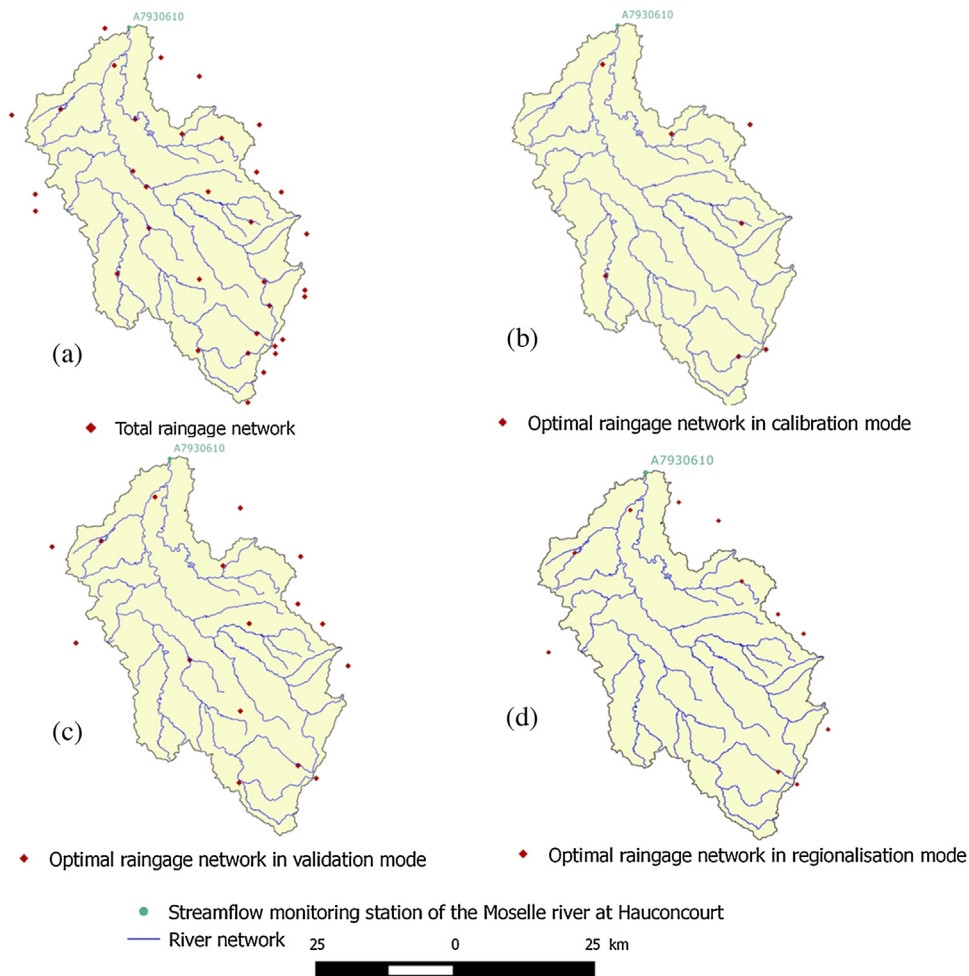 A7930610
A7930610
(a)
(b)
Total raingage network
Optimal raingage network in calibration mode
A7930610
A7930610
(c)
(d)
Optimal raingage network in validation mode
Optimal raingage network in regionalisation mode
Streamflow monitoring station of the Moselle river at Hauconcourt
River network
25 0 25 km